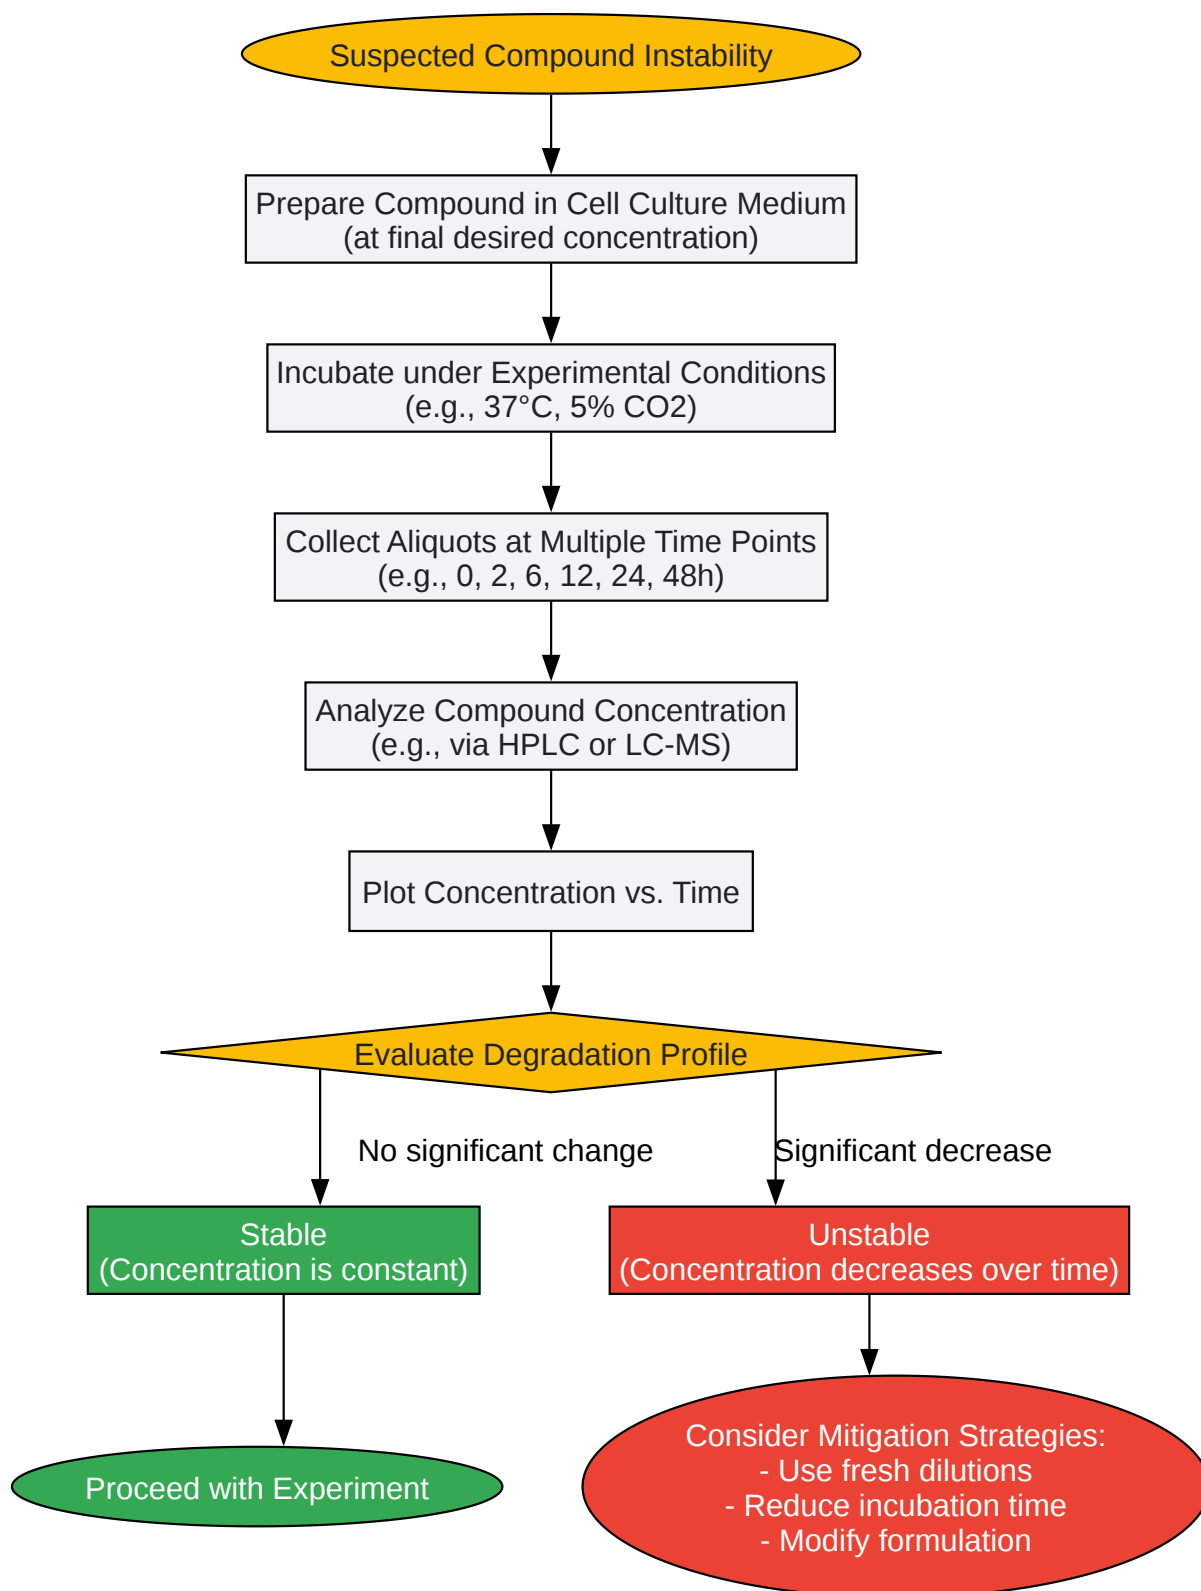 Suspected Compound Instability
Prepare Compound in Cell Culture Medium
(at final desired concentration)
Incubate under Experimental Conditions
(e.g., 37°C, 5% CO2)
Collect Aliquots at Multiple Time Points
(e.g., 0, 2, 6, 12, 24, 48h)
Analyze Compound Concentration
(e.g., via HPLC or LC-MS)
Plot Concentration vs. Time
Evaluate Degradation Profile
No significant change
Significant decrease
Stable
(Concentration is constant)
Unstable
(Concentration decreases over time)
Proceed with Experiment
Consider Mitigation Strategies:
- Use fresh dilutions
- Reduce incubation time
- Modify formulation